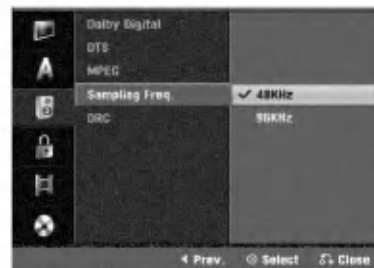 Dolby Digital
DTS
MPEG
Sampling Freq.
✓ 48KHz
DRC
96KHz
Prev. Select Close